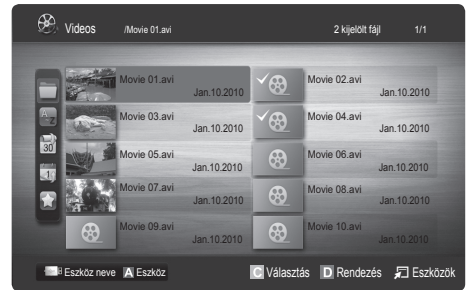 Videos /Movie 01.avi 2 kijelölt fájl 1/1
Movie 01.avi Movie 02.avi
Jan.10.2010 Jan.10.2010
Movie 03.avi Movie 04.avi
Jan.10.2010 Jan.10.2010
Movie 05.avi Movie 06.avi
Jan.10.2010 Jan.10.2010
Movie 07.avi Movie 08.avi
Jan.10.2010 Jan.10.2010
Movie 09.avi Movie 10.avi
Jan.10.2010 Jan.10.2010
30
1
Eszköz neve A Eszköz C Választás D Rendezés Eszközök